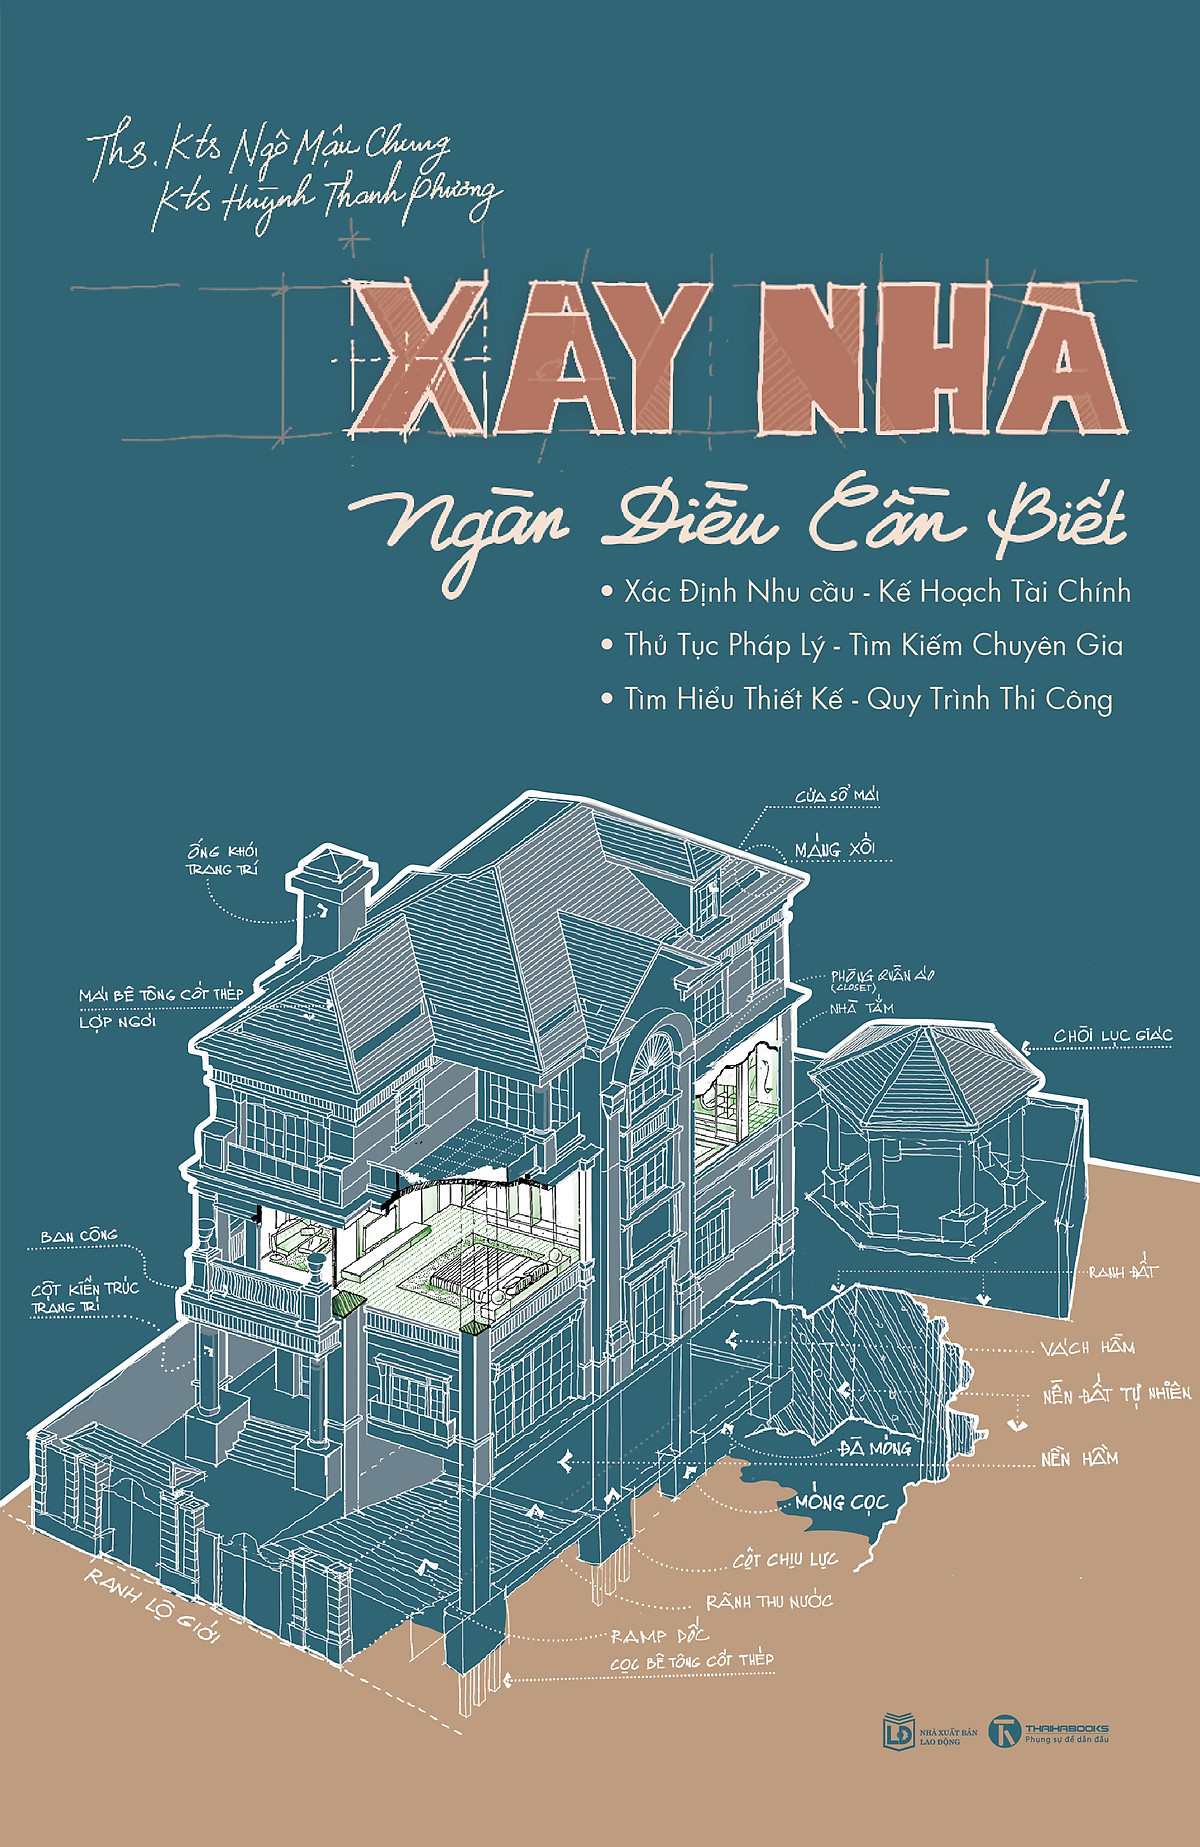 Ths. Kts Ngô Mậu Chung
Kts Huỳnh Thanh Phương
XÂY NHÀ
Ngàn Điều Cần Biết
• Xác Định Nhu cầu - Kế Hoạch Tài Chính
• Thủ Tục Pháp Lý - Tìm Kiếm Chuyên Gia
• Tìm Hiểu Thiết Kế - Quy Trình Thi Công
CỬA SỔ MÁI
MÁNG XỐI
ỐNG KHÓI
TRANG TRÍ
PHÒNG QUẦN ÁO
(CLOSET)
NHÀ TẮM
MÁI BÊ TÔNG CỐT THÉP
LỢP NGÓI
CHÒI LỤC GIÁC
BAN CÔNG
CỘT KIẾN TRÚC
TRANG TRÍ
RANH ĐẤT
VÁCH HẦM
NỀN ĐẤT TỰ NHIÊN
ĐÀ MÓNG
NỀN HẦM
MÓNG CỌC
CỘT CHỊU LỰC
RÃNH THU NƯỚC
RANH LỘ GIỚI
RAMP DỐC
CỌC BÊ TÔNG CỐT THÉP
LĐ
NHÀ XUẤT BẢN
LAO ĐỘNG
THAIHABOOKS
Phụng sự để dẫn đầu